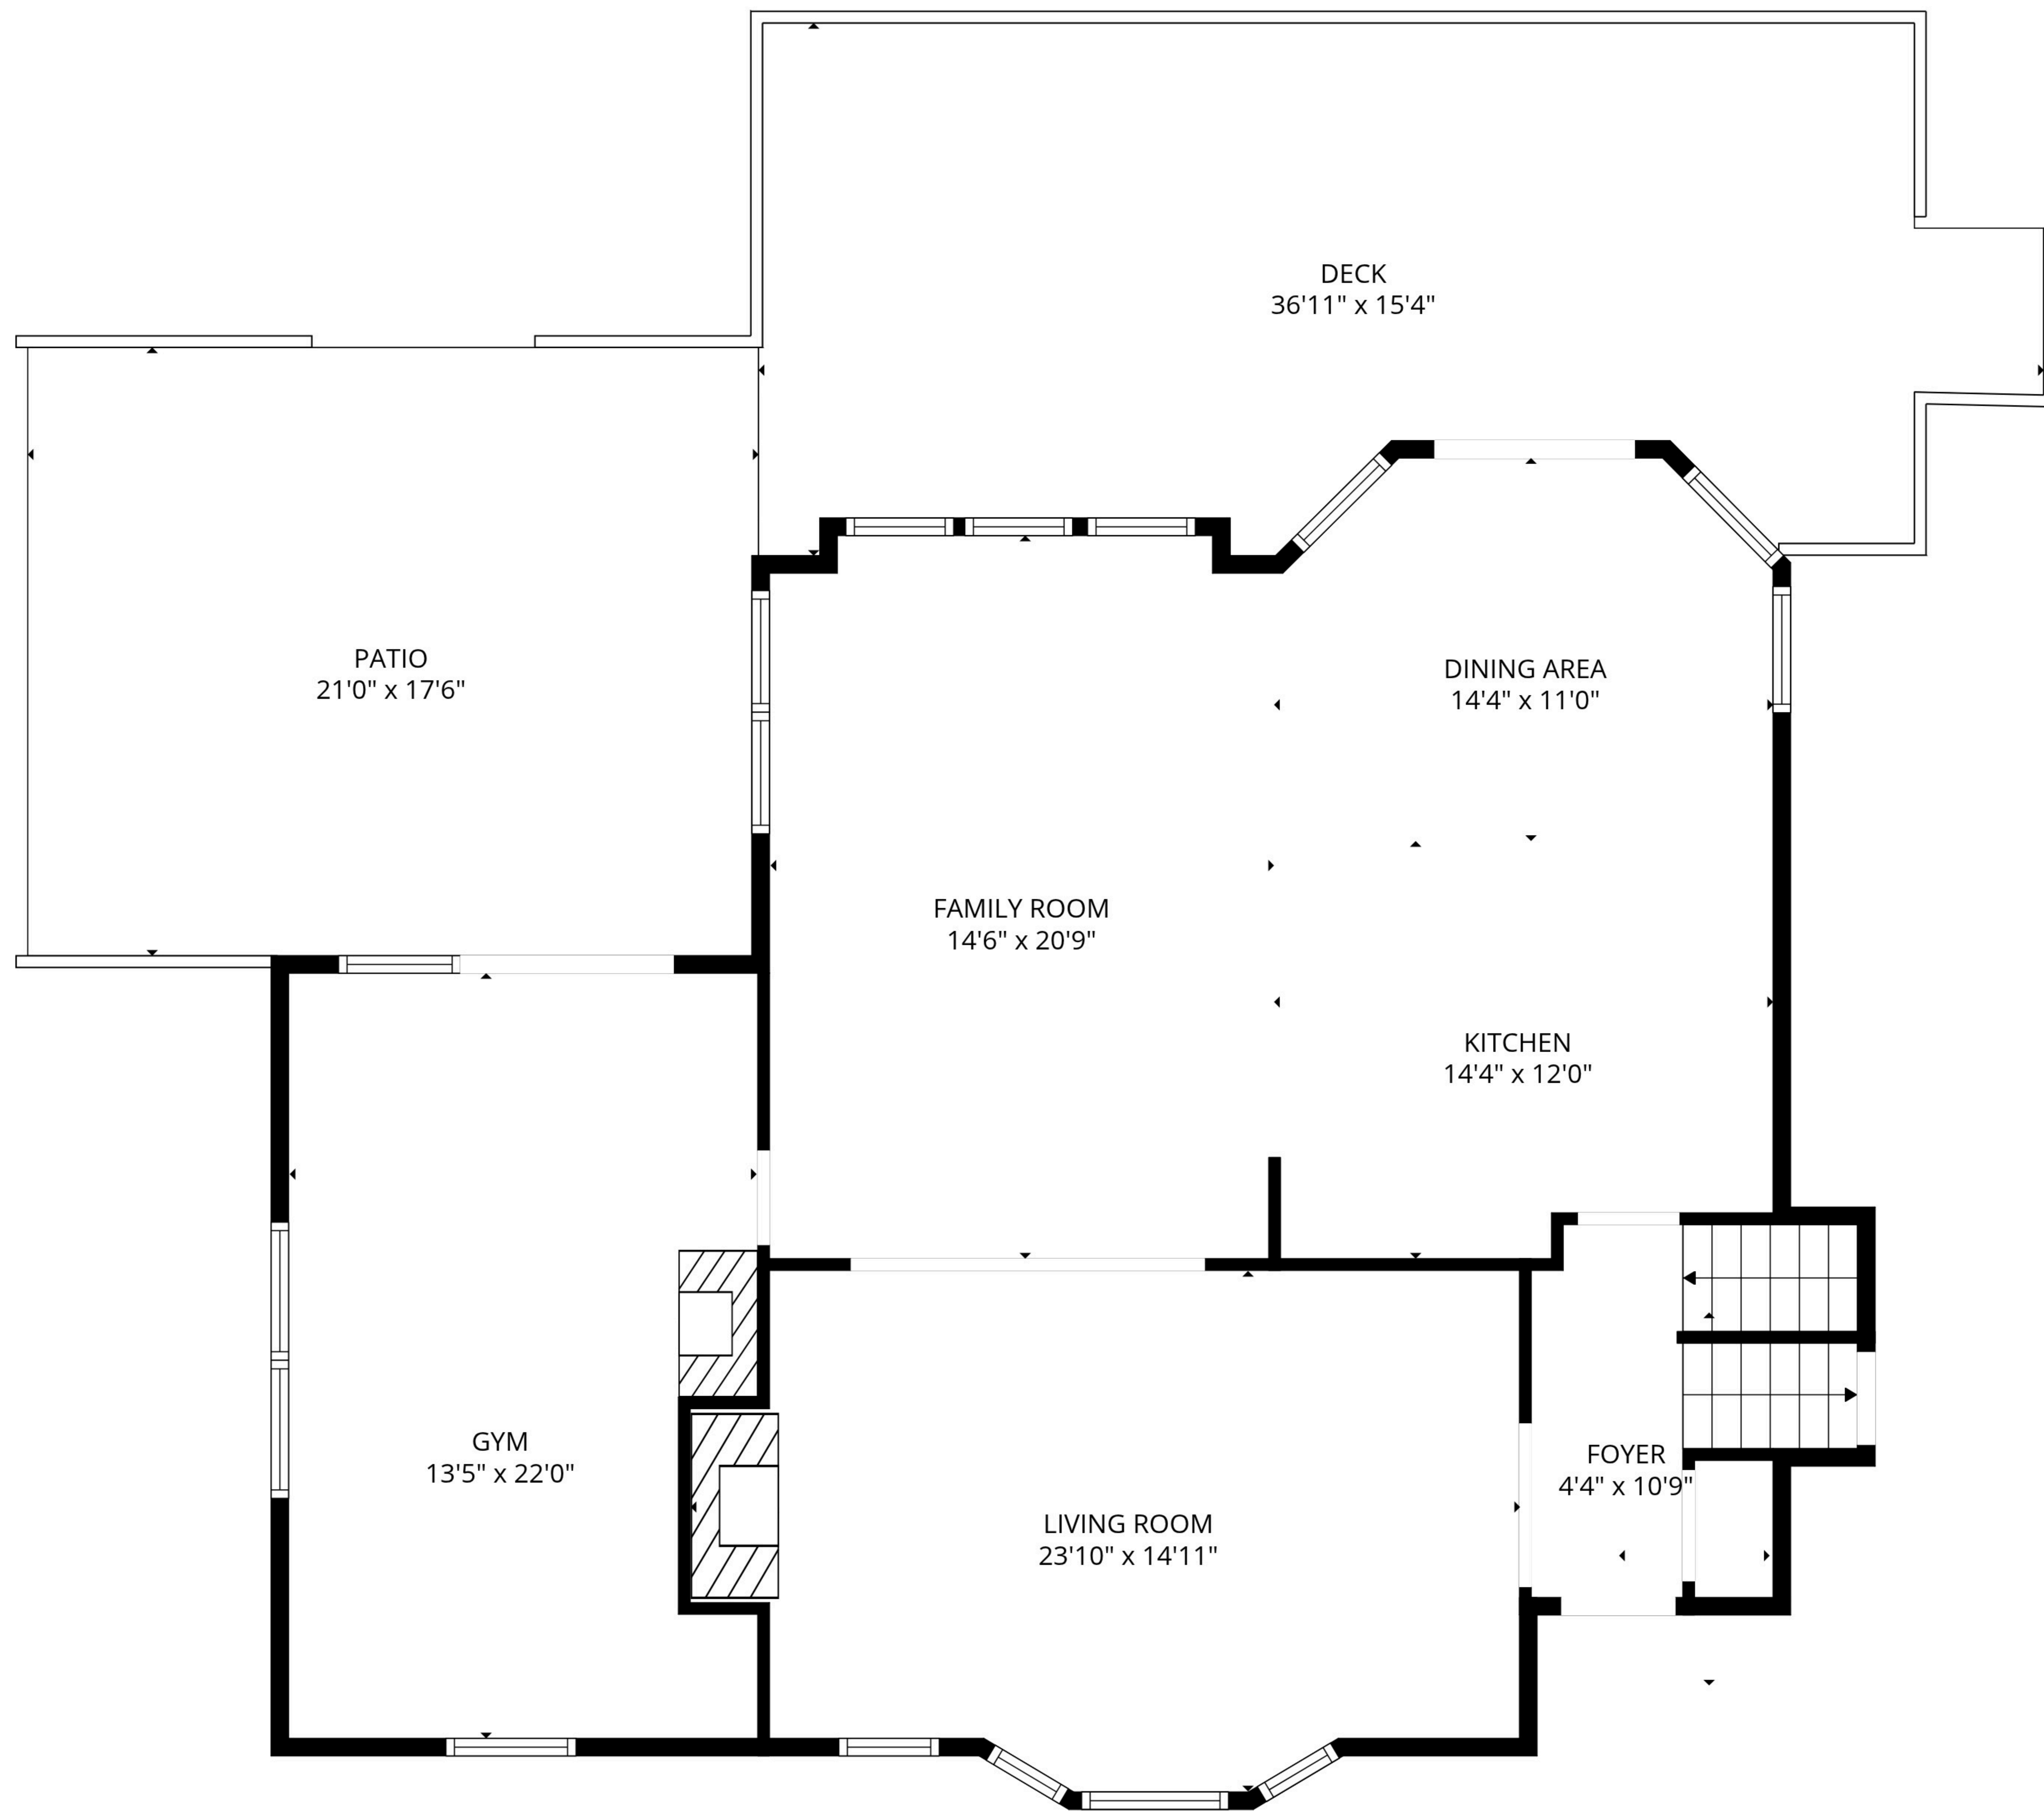 DECK
36'11" x 15'4"
PATIO
21'0" x 17'6"
DINING AREA
14'4" x 11'0"
FAMILY ROOM
14'6" x 20'9"
KITCHEN
14'4" x 12'0"
GYM
13'5" x 22'0"
FOYER
4'4" x 10'9"
LIVING ROOM
23'10" x 14'11"